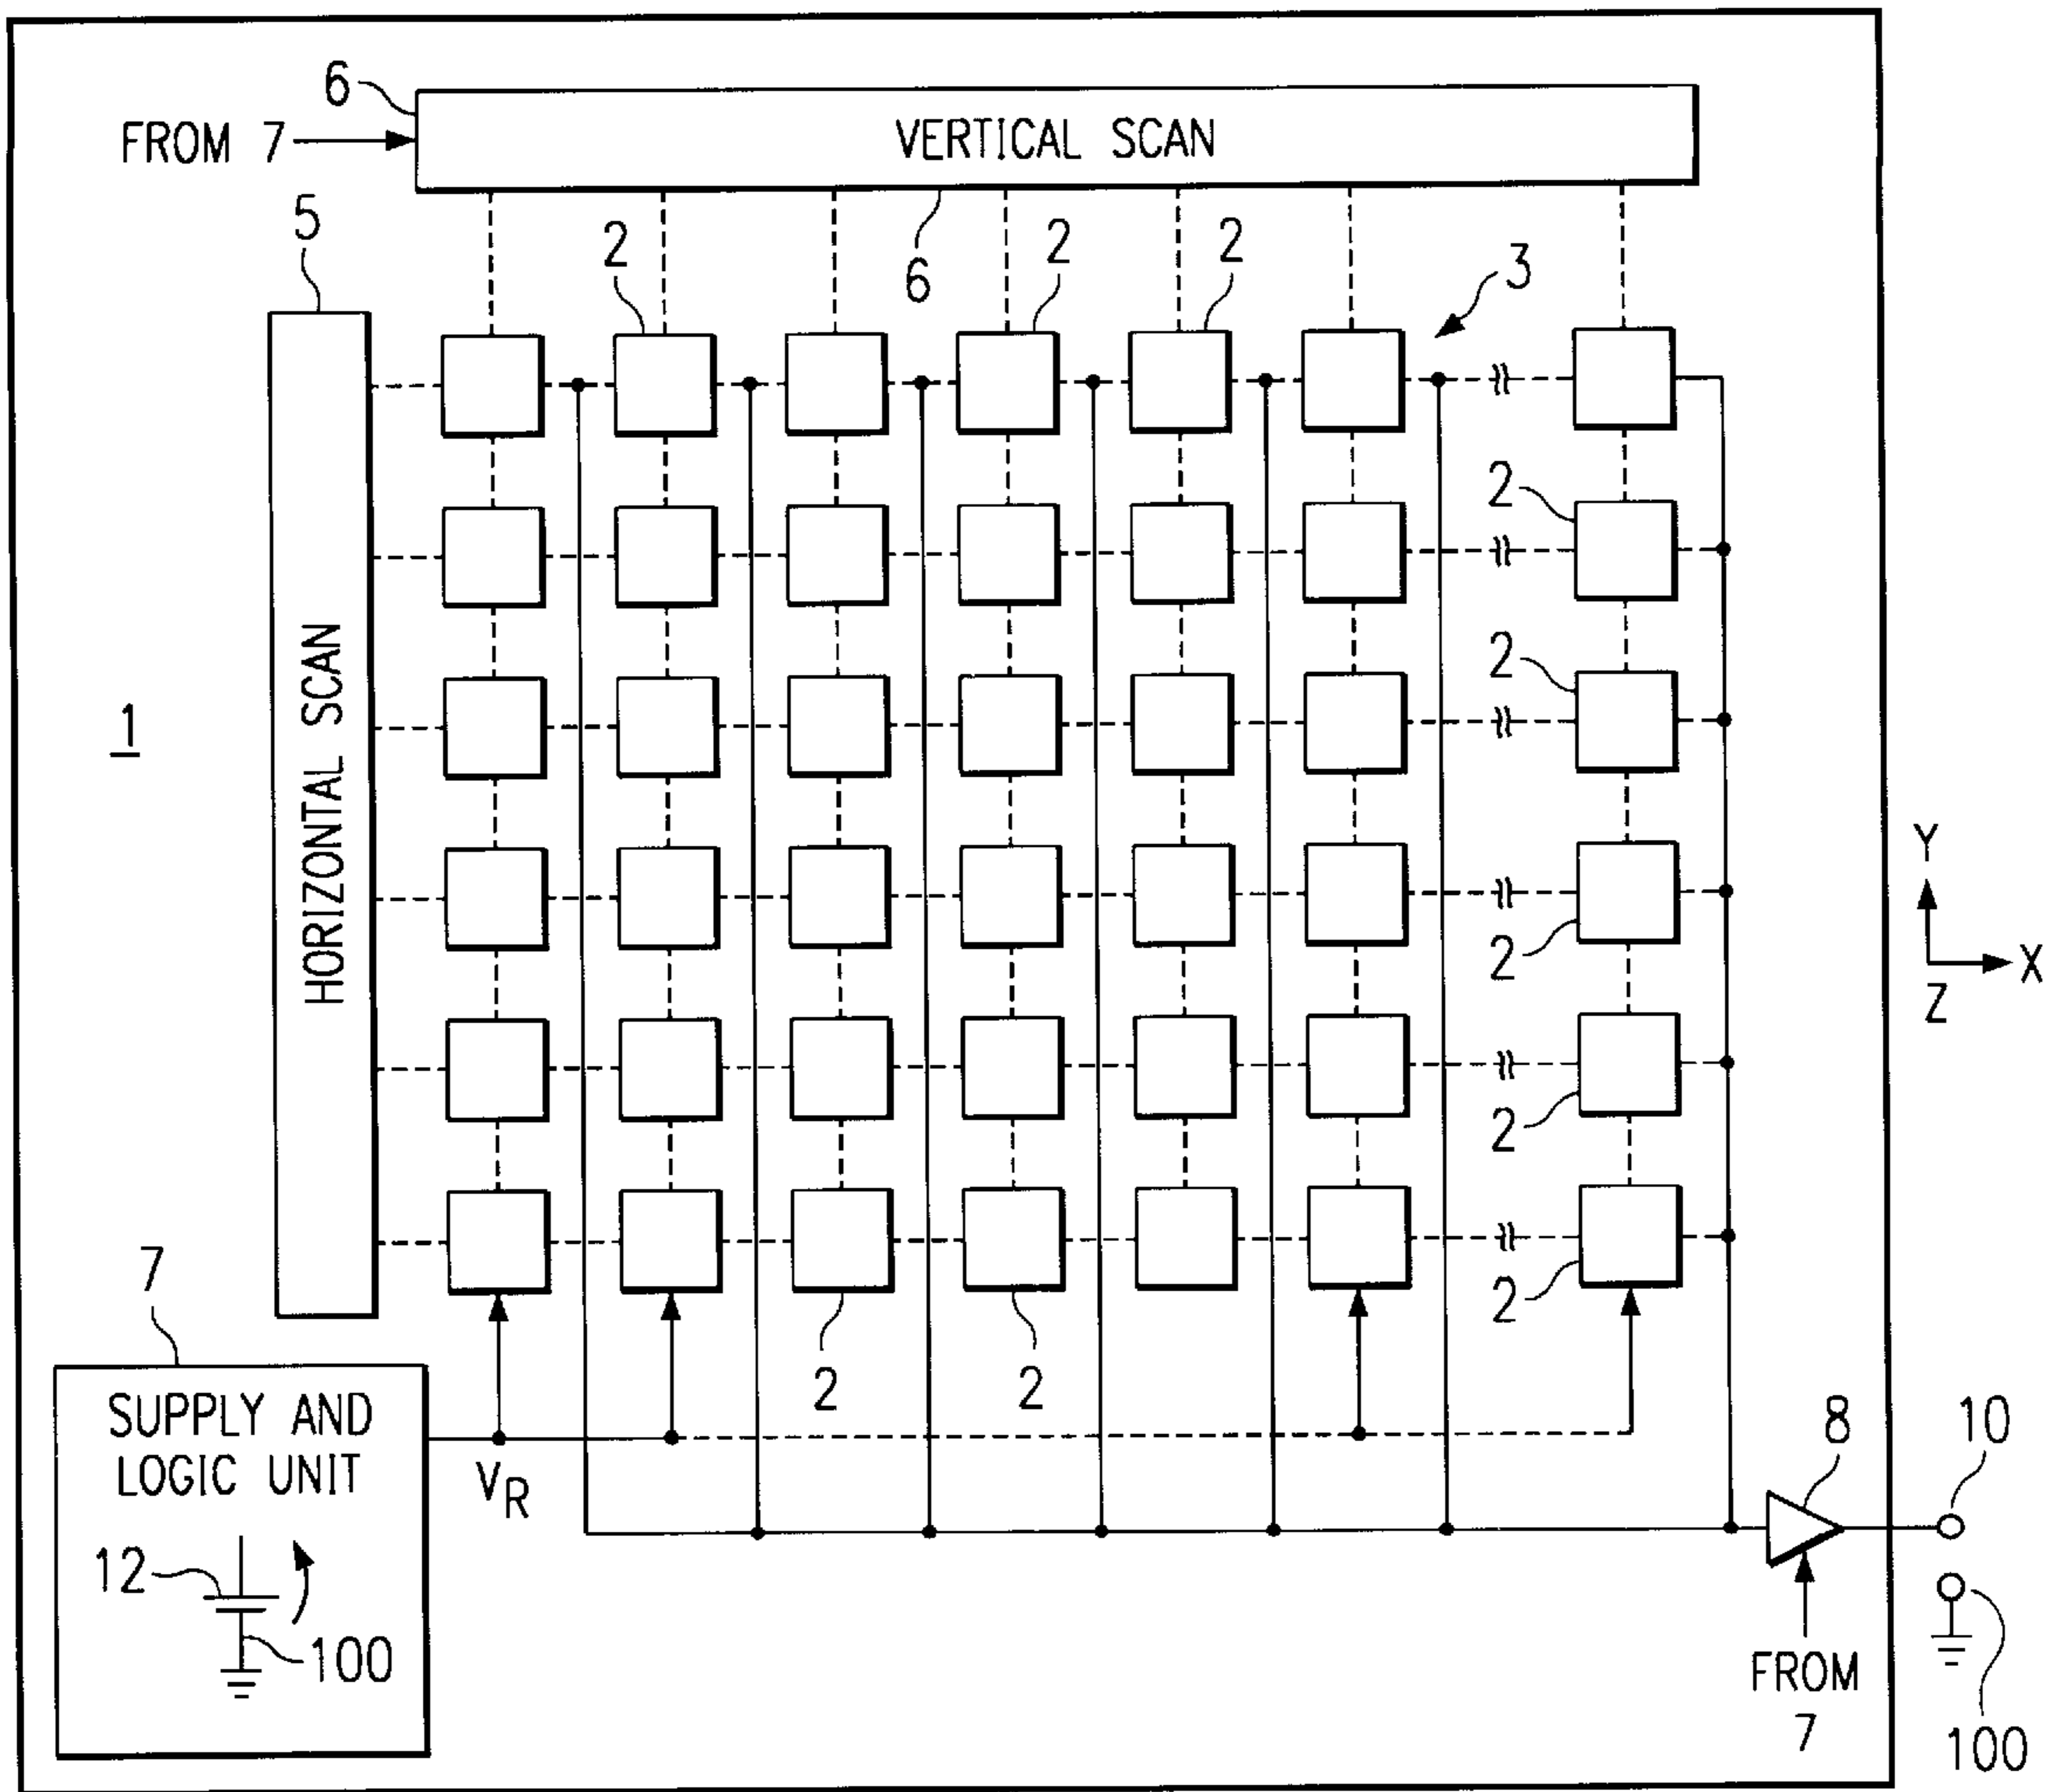 6
FROM 7
VERTICAL SCAN
5
2
6
2
2
3
HORIZONTAL SCAN
1
2
2
2
2
2
Y
X
Z
7
SUPPLY AND
LOGIC UNIT
VR
12
100
2
2
8
10
FROM
7
100